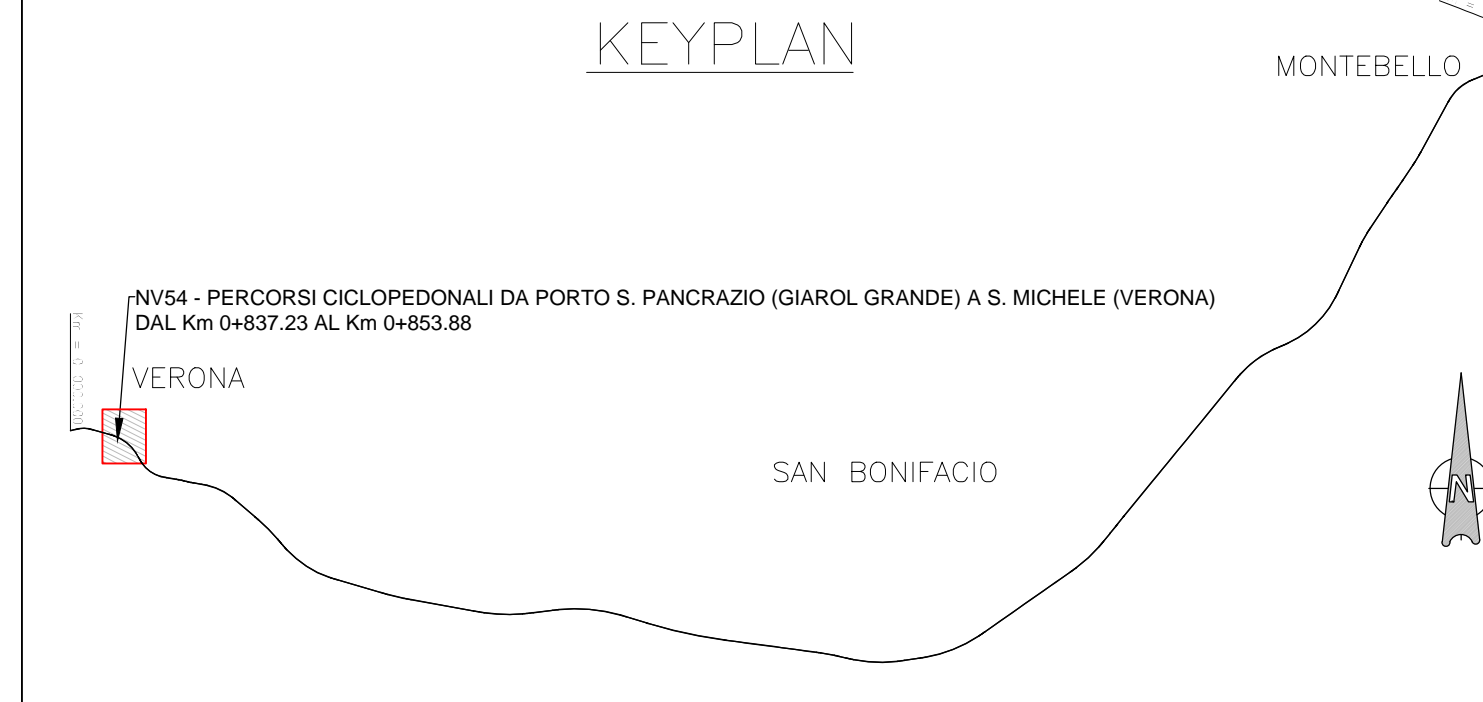 KEYPLAN
MONTEBELLO
NV54 - PERCORSI CICLOPEDONALI DA PORTO S. PANCRAZIO (GIAROL GRANDE) A S. MICHELE (VERONA)
DAL Km 0+837.23 AL Km 0+853.88
VERONA
SAN BONIFACIO
N